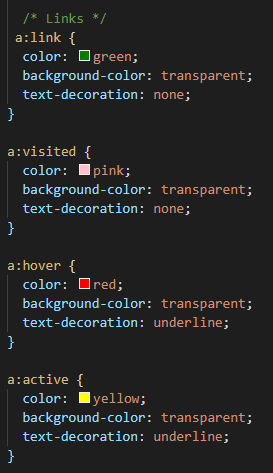 /* Links */
a:link {
color: green;
background-color: transparent;
text-decoration: none;
}
a:visited {
color: pink;
background-color: transparent;
text-decoration: none;
}
a:hover {
color: red;
background-color: transparent;
text-decoration: underline;
}
a:active {
color: yellow;
background-color: transparent;
text-decoration: underline;
}